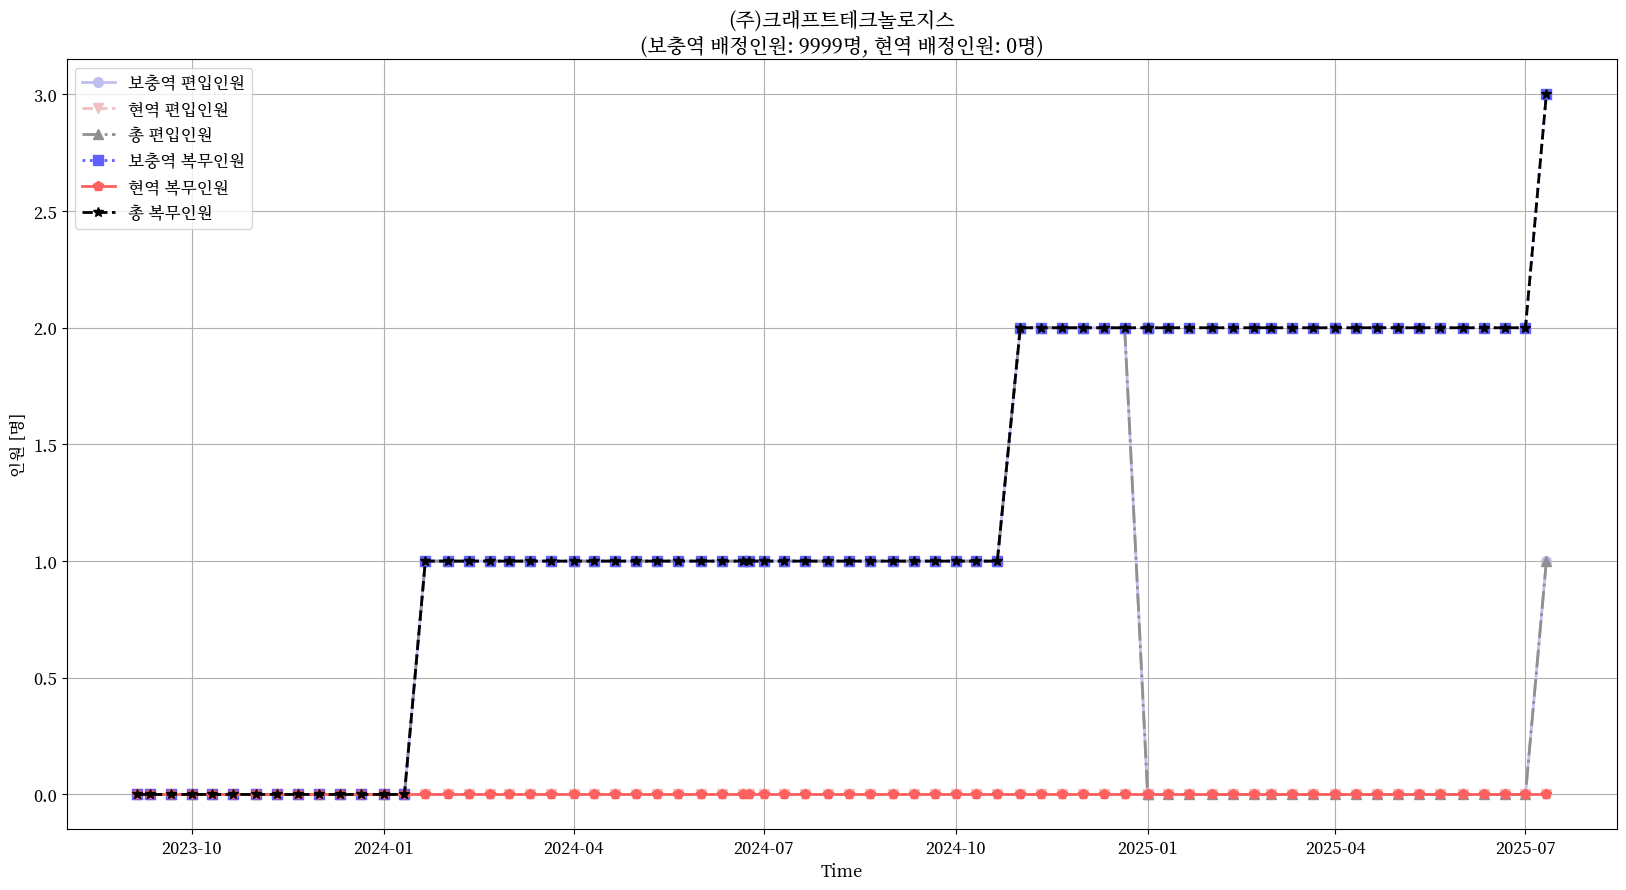 (주)크래프트테크놀로지스
(보충역 배정인원: 9999명, 현역 배정인원: 0명)
보충역 편입인원
현역 편입인원
총 편입인원
보충역 복무인원
현역 복무인원
총 복무인원
인원 [명]
3.0
2.5
2.0
1.5
1.0
0.5
0.0
2023-10
2024-01
2024-04
2024-07
2024-10
2025-01
2025-04
2025-07
Time